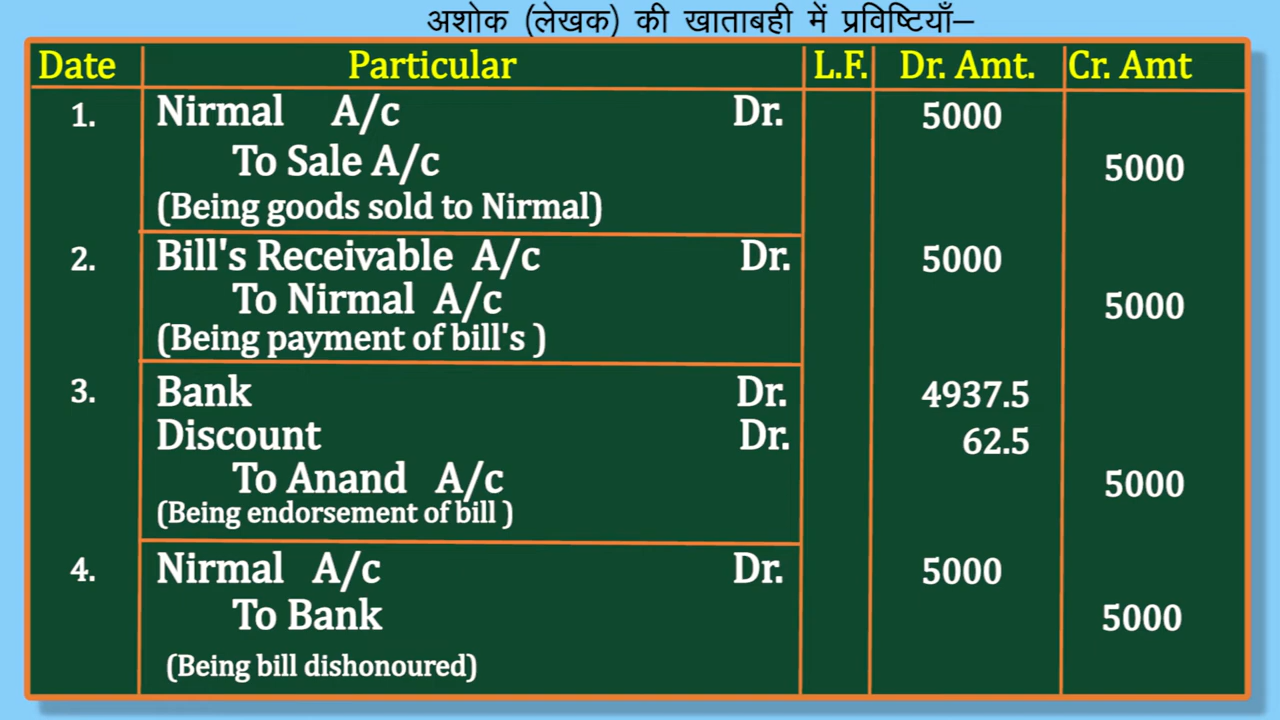 अशोक (लेखक) की खाताबही में प्रविष्टियाँ–
Date Particular L.F. Dr. Amt. Cr. Amt
1. Nirmal A/c Dr. 5000
To Sale A/c 5000
(Being goods sold to Nirmal)
2. Bill's Receivable A/c Dr. 5000
To Nirmal A/c 5000
(Being payment of bill's )
3. Bank Dr. 4937.5
Discount Dr. 62.5
To Anand A/c 5000
(Being endorsement of bill )
4. Nirmal A/c Dr. 5000
To Bank 5000
(Being bill dishonoured)